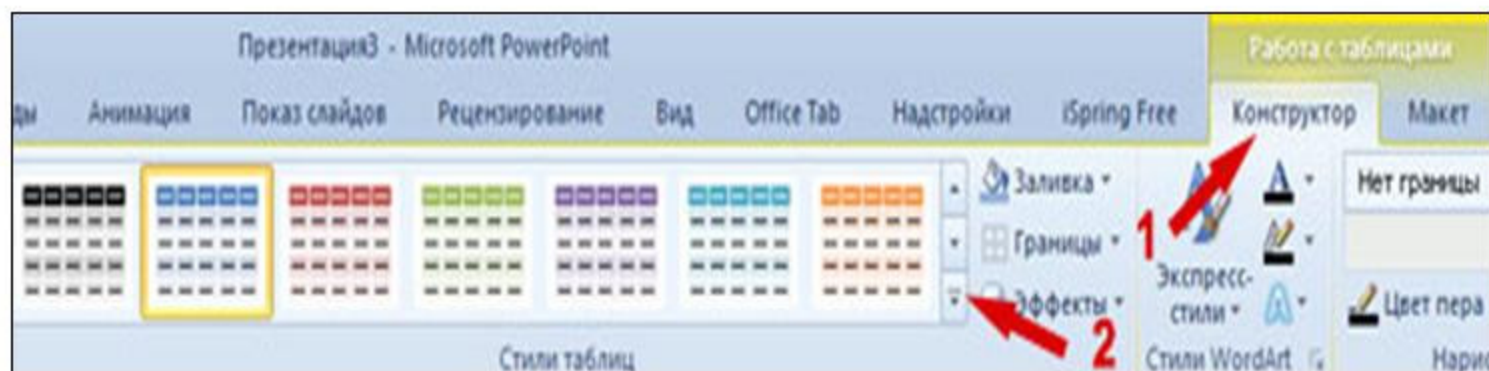 Презентация3 - Microsoft PowerPoint
Работа с таблицами
Анимация Показ слайдов Рецензирование Вид Office Tab Надстройки iSpring Free Конструктор Макет
Заливка
Нет границы
Границы
1
Экспресс-
стили
Эффекты
Цвет пера
2
Стили таблиц
Стили WordArt